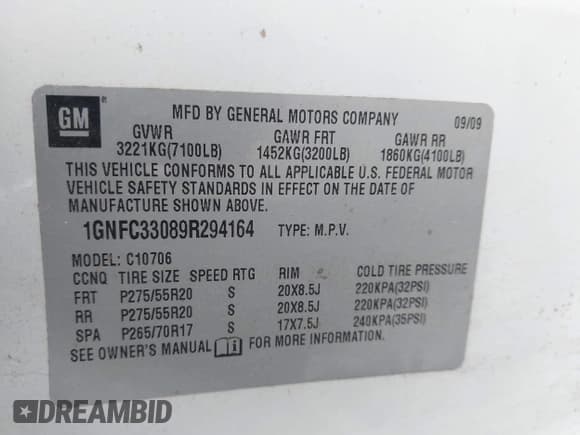 GM
MFD BY GENERAL MOTORS COMPANY 09/09
GVWR GAWR FRT GAWR RR
3221KG(7100LB) 1452KG(3200LB) 1860KG(4100LB)
THIS VEHICLE CONFORMS TO ALL APPLICABLE U.S. FEDERAL MOTOR
VEHICLE SAFETY STANDARDS IN EFFECT ON THE DATE OF
MANUFACTURE SHOWN ABOVE.
1GNFC33089R294164 TYPE: M.P.V.
MODEL: C10706
CCNQ TIRE SIZE SPEED RTG RIM COLD TIRE PRESSURE
FRT P275/55R20 S 20X8.5J 220KPA(32PSI)
RR P275/55R20 S 20X8.5J 220KPA(32PSI)
SPA P265/70R17 S 17X7.5J 240KPA(35PSI)
SEE OWNER'S MANUAL FOR MORE INFORMATION.
DREAMBID